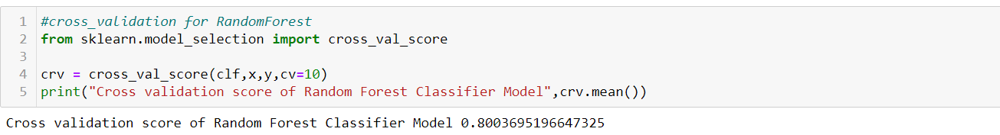 1 #cross_validation for RandomForest
2 from sklearn.model_selection import cross_val_score
3
4 crv = cross_val_score(clf,x,y,cv=10)
5 print("Cross validation score of Random Forest Classifier Model",crv.mean())
Cross validation score of Random Forest Classifier Model 0.8003695196647325